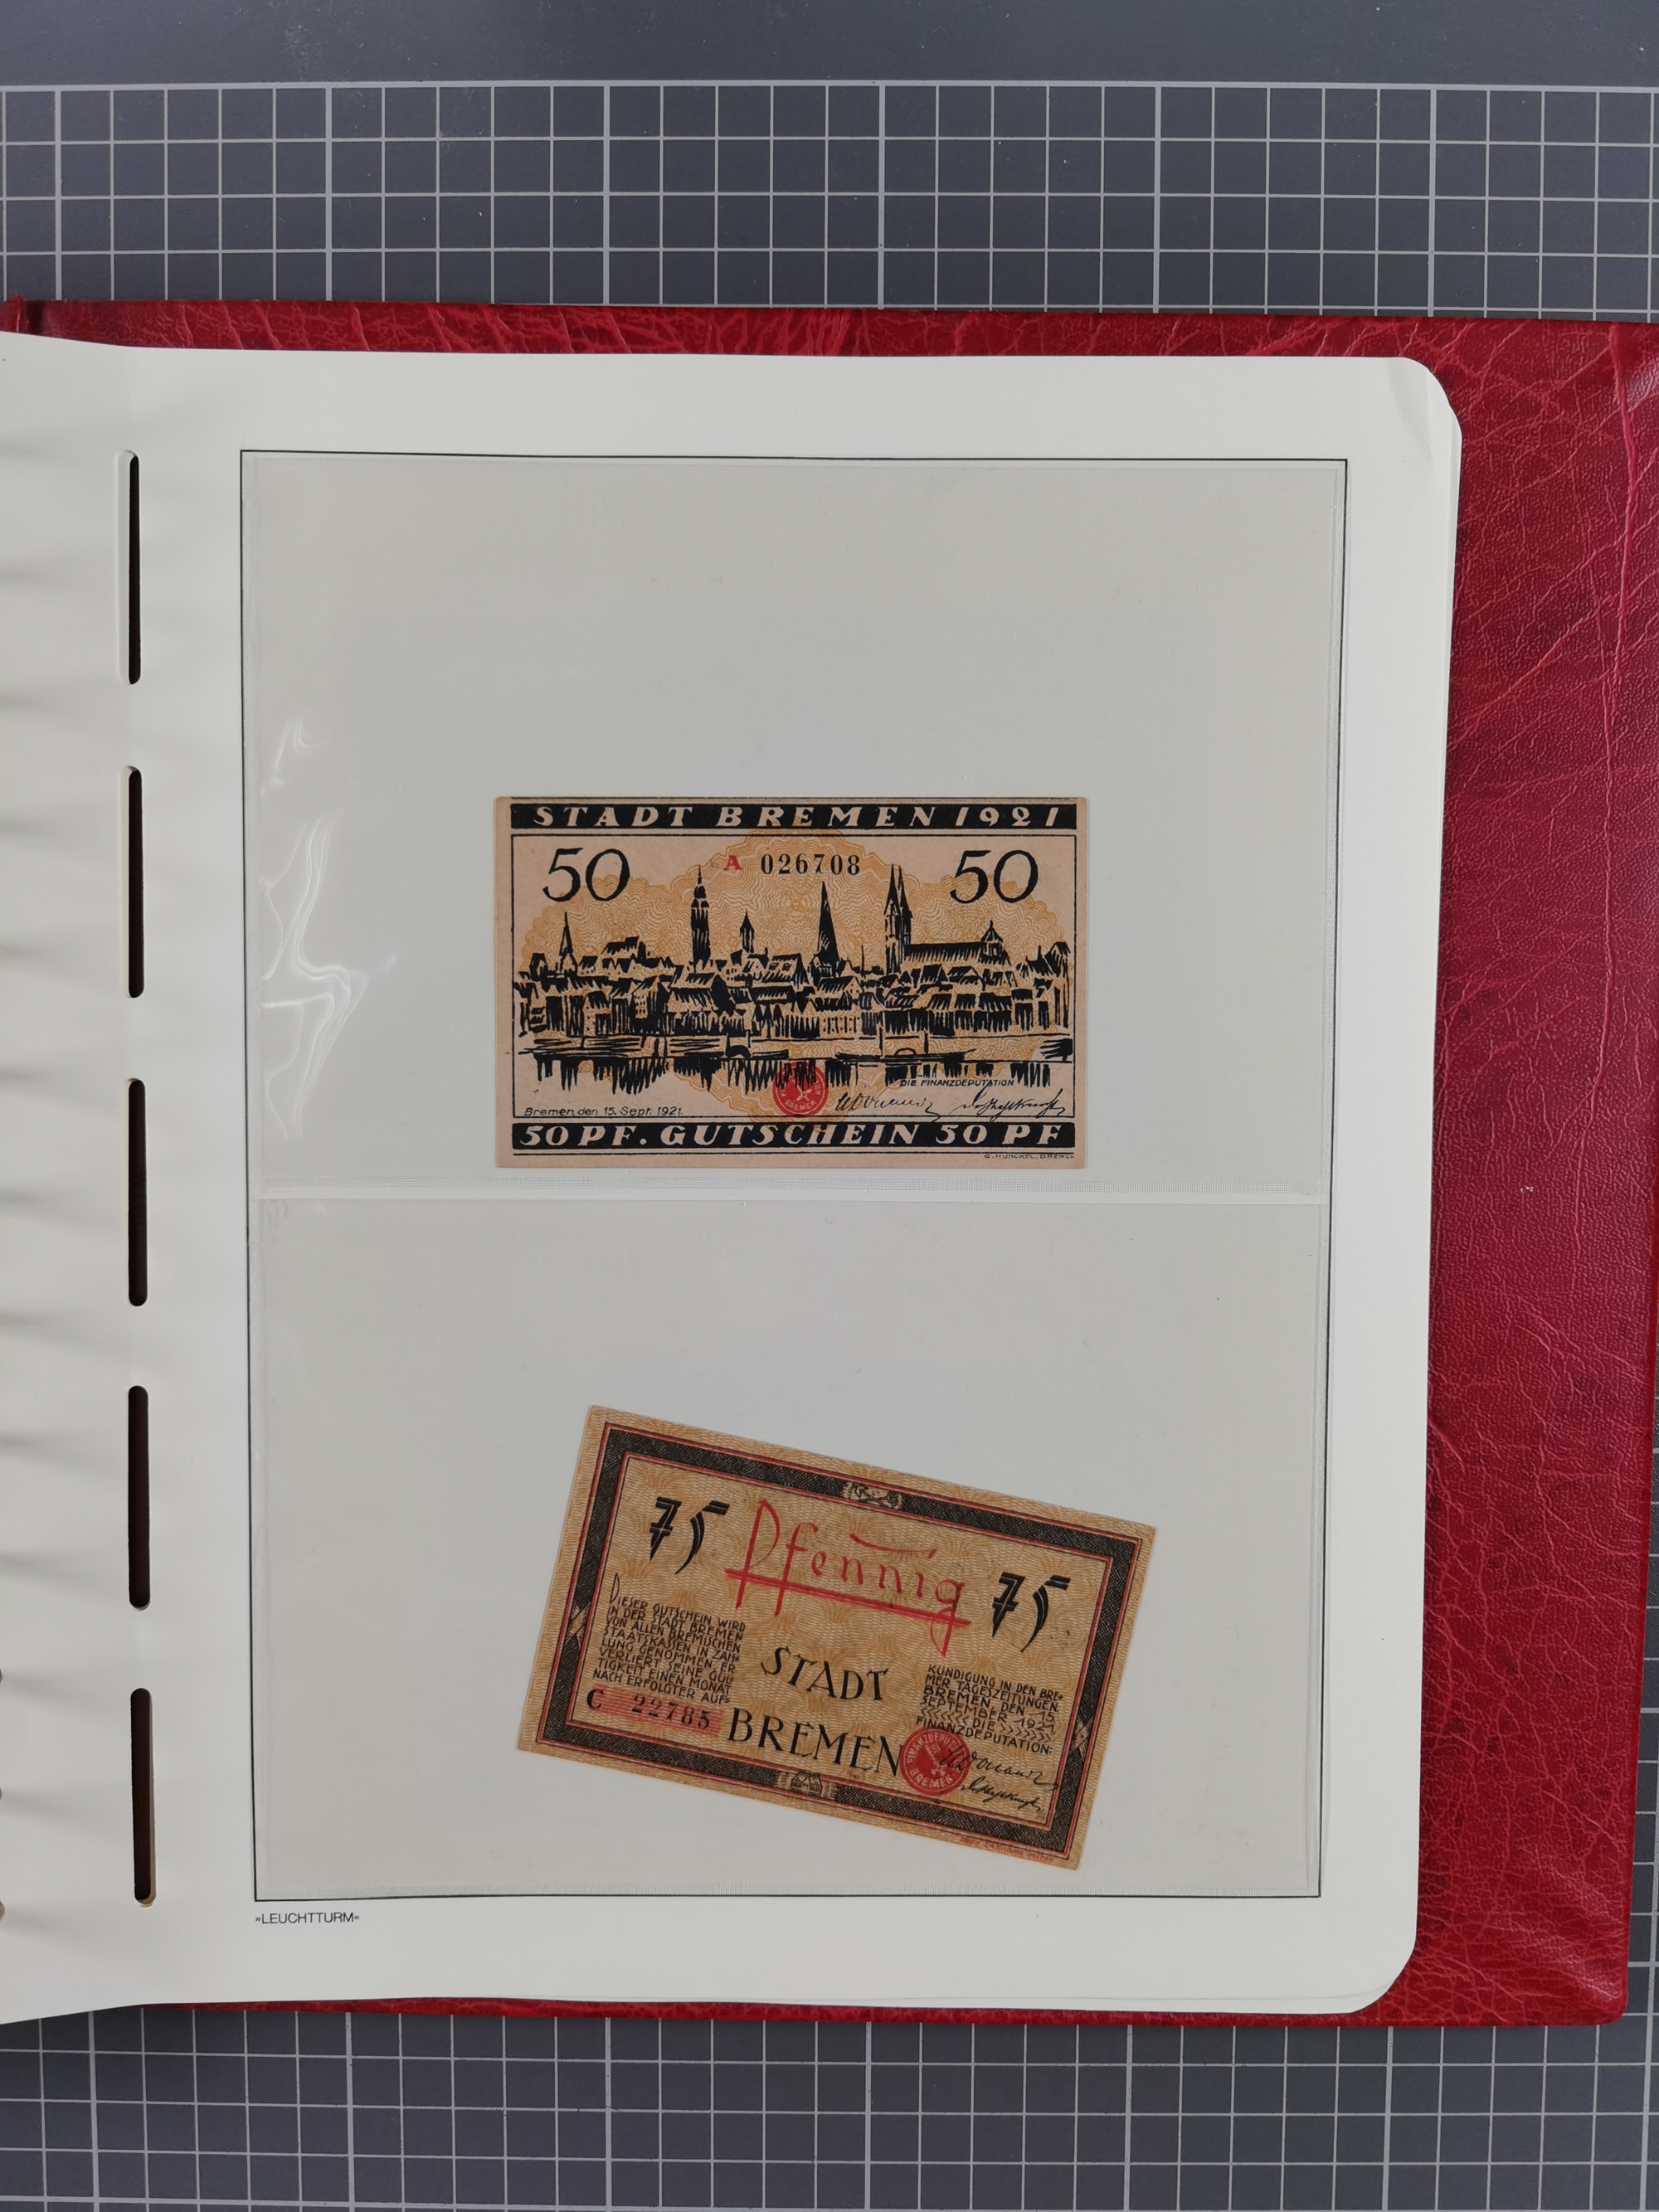 STADT BREMEN 1921
50 A 026708 50
DIE FINANZDEPUTATION
Bremen, den 15. Sept. 1921.
BREMEN
50 PF. GUTSCHEIN 50 PF
G. HUNCKEL, BREMEN
75 Pfennig 75
DIESER GUTSCHEIN WIRD
IN DER STADT BREMEN
VON ALLEN BREMISCHEN
STAATSKASSEN IN ZAH=
LUNG GENOMMEN. ER
VERLIERT SEINE GÜL=
TIGKEIT EINEN MONAT
NACH ERFOLGTER AUF=
C 22785
STADT
BREMEN
KÜNDIGUNG IN DEN BRE=
MER TAGESZEITUNGEN.
BREMEN, DEN 15.
SEPTEMBER 1921
DIE
FINANZDEPUTATION:
BREMEN
»LEUCHTTURM«